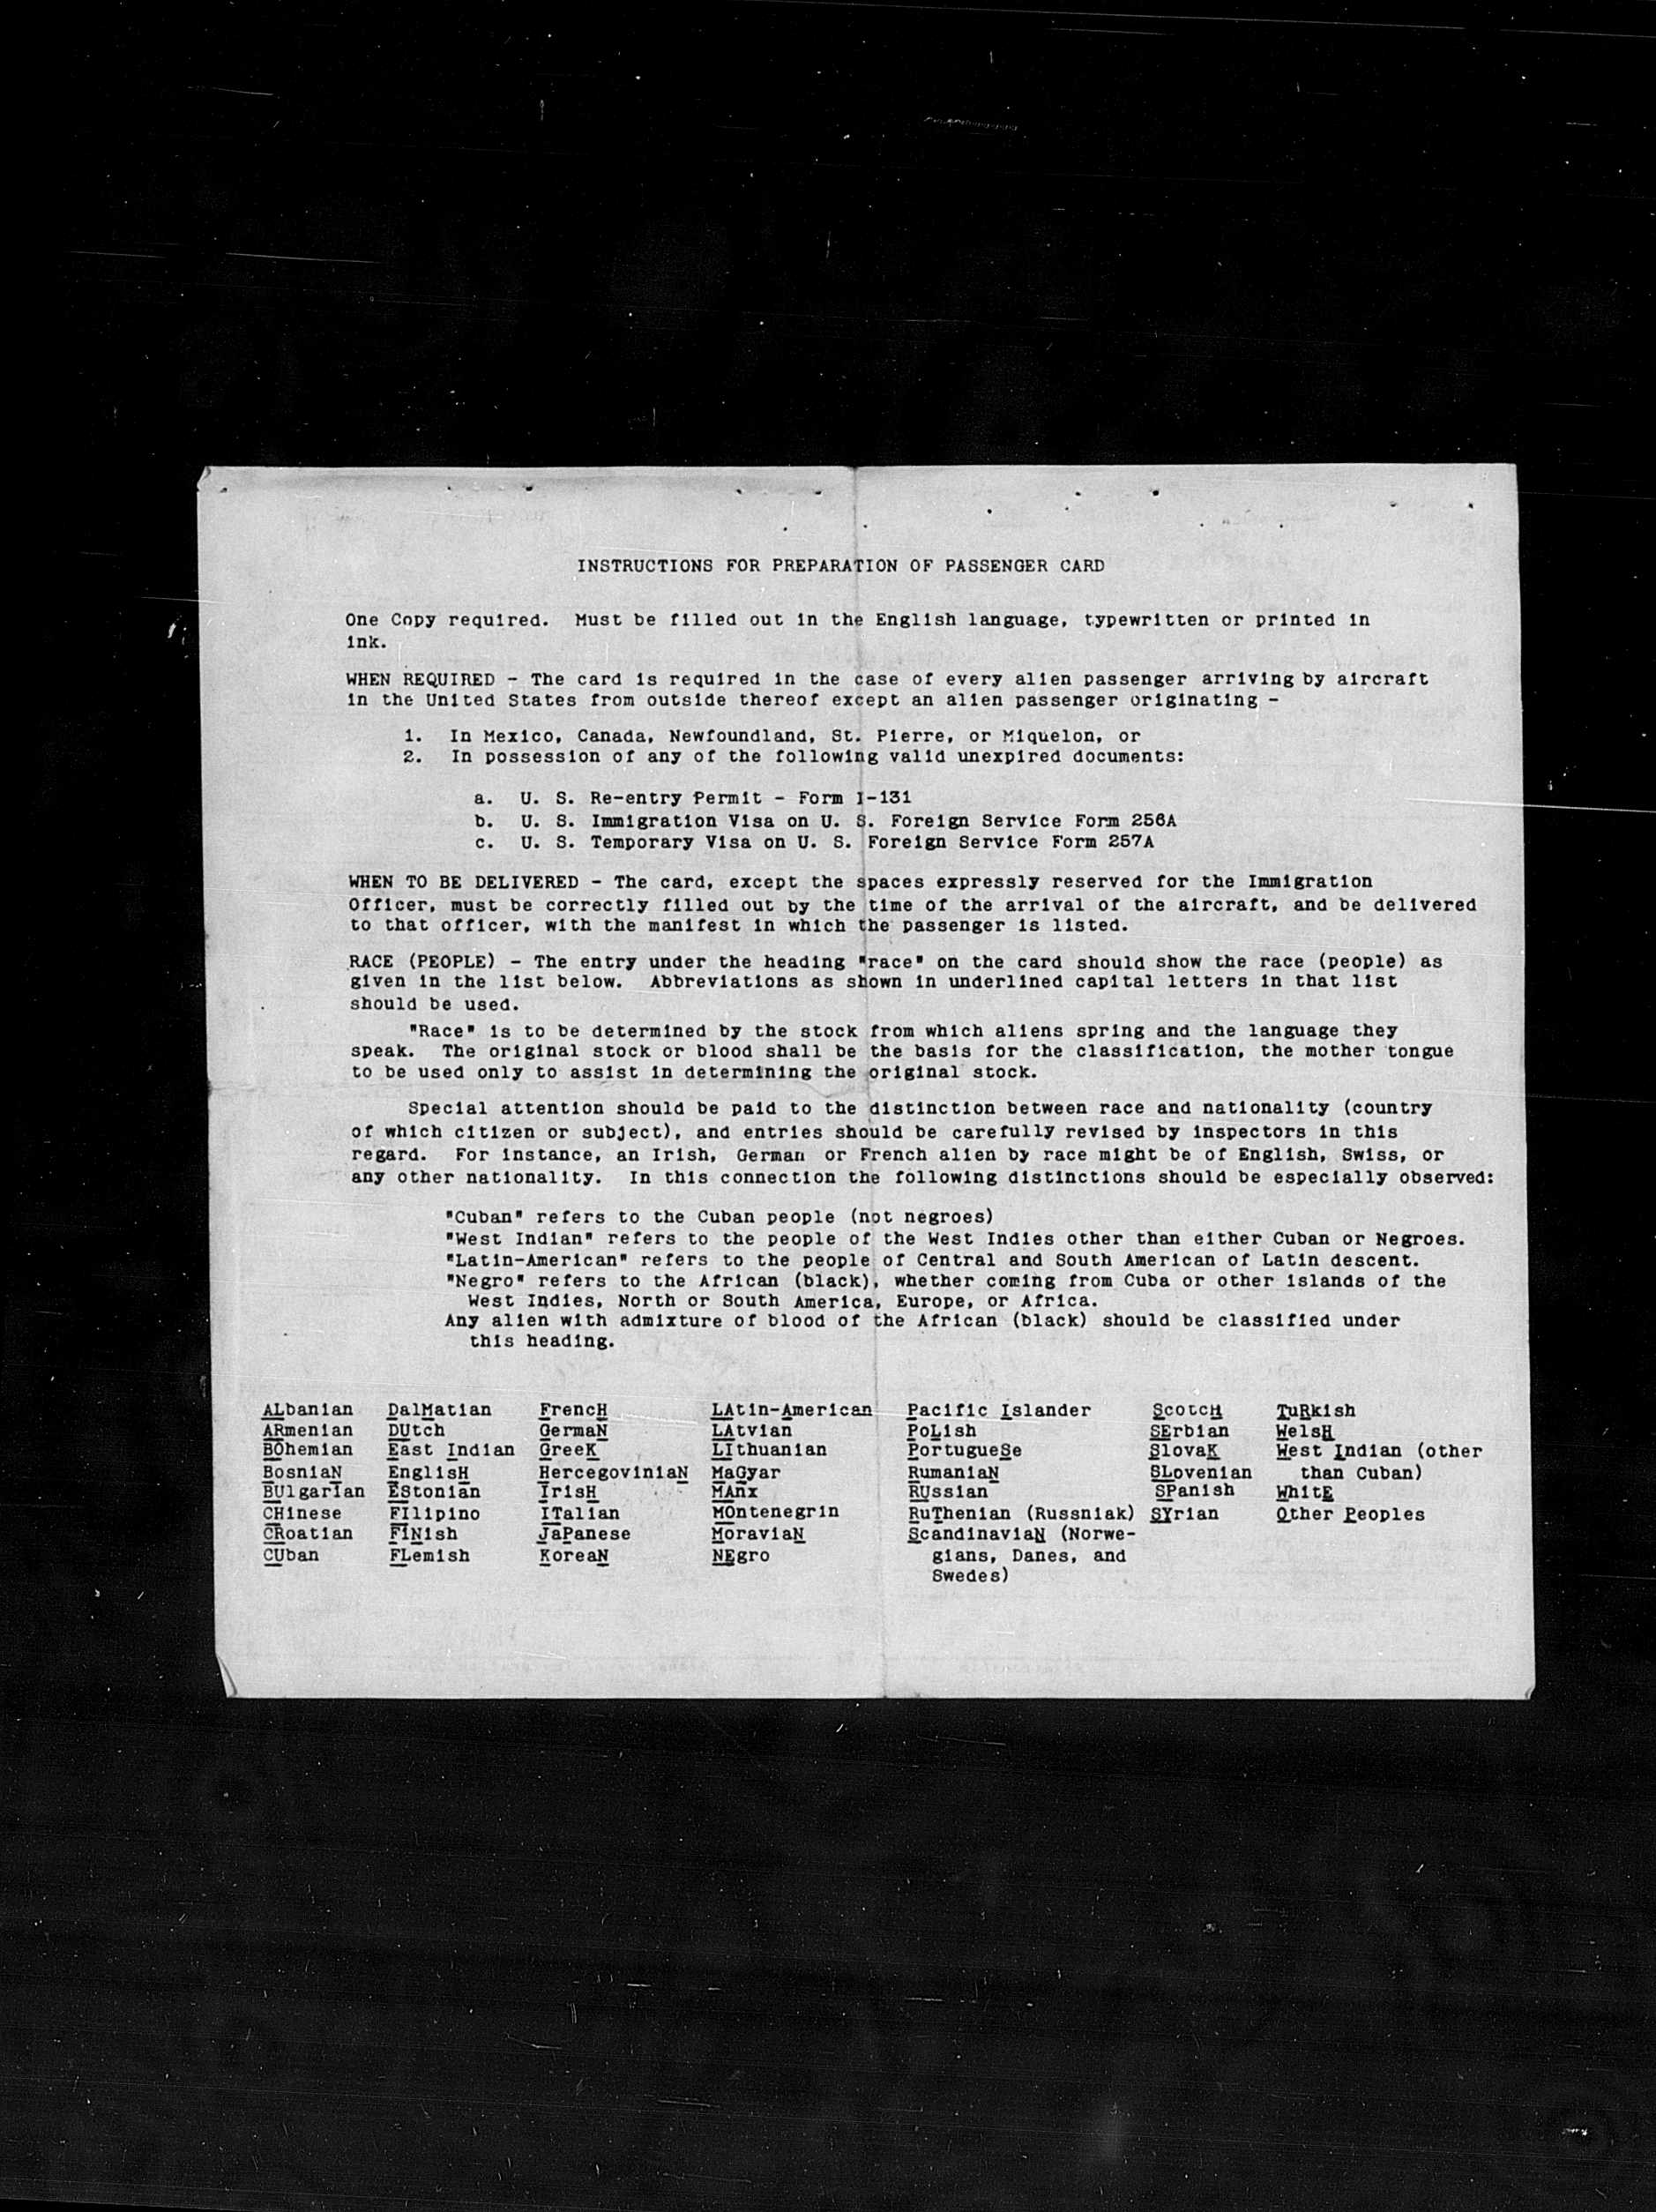 INSTRUCTIONS FOR PREPARATION OF PASSENGER CARD
One Copy required. Must be filled out in the English language, typewritten or printed in
ink.
WHEN REQUIRED - The card is required in the case of every alien passenger arriving by aircraft
in the United States from outside thereof except an alien passenger originating -
1. In Mexico, Canada, Newfoundland, St. Pierre, or Miquelon, or
2. In possession of any of the following valid unexpired documents:
a. U. S. Re-entry Permit - Form I-131
b. U. S. Immigration Visa on U. S. Foreign Service Form 256A
c. U. S. Temporary Visa on U. S. Foreign Service Form 257A
WHEN TO BE DELIVERED - The card, except the spaces expressly reserved for the Immigration
Officer, must be correctly filled out by the time of the arrival of the aircraft, and be delivered
to that officer, with the manifest in which the passenger is listed.
RACE (PEOPLE) - The entry under the heading "race" on the card should show the race (people) as
given in the list below. Abbreviations as shown in underlined capital letters in that list
should be used.
"Race" is to be determined by the stock from which aliens spring and the language they
speak. The original stock or blood shall be the basis for the classification, the mother tongue
to be used only to assist in determining the original stock.
Special attention should be paid to the distinction between race and nationality (country
of which citizen or subject), and entries should be carefully revised by inspectors in this
regard. For instance, an Irish, German or French alien by race might be of English, Swiss, or
any other nationality. In this connection the following distinctions should be especially observed:
"Cuban" refers to the Cuban people (not negroes)
"West Indian" refers to the people of the West Indies other than either Cuban or Negroes.
"Latin-American" refers to the people of Central and South American of Latin descent.
"Negro" refers to the African (black), whether coming from Cuba or other islands of the
West Indies, North or South America, Europe, or Africa.
Any alien with admixture of blood of the African (black) should be classified under
this heading.
ALbanian DalMatian FrencH LAtin-American Pacific Islander ScotcH TuRkish
ARmenian DUtch GermaN LAtvian PoLish SErbian WelsH
BOhemian East Indian GreeK LIthuanian PortugueSe SlovaK West Indian (other
BosniaN EnglisH HercegoviniaN MaGyar RumaniaN SLovenian than Cuban)
BUlgarian EStonian IrisH MAnx RUssian SPanish WhitE
CHinese FIlipino ITalian MOntenegrin RuThenian (Russniak) SYrian Other Peoples
CRoatian FiNish JaPanese MoraviaN ScandinaviaN (Norwe-
CUban FLemish KoreaN NEgro gians, Danes, and
Swedes)